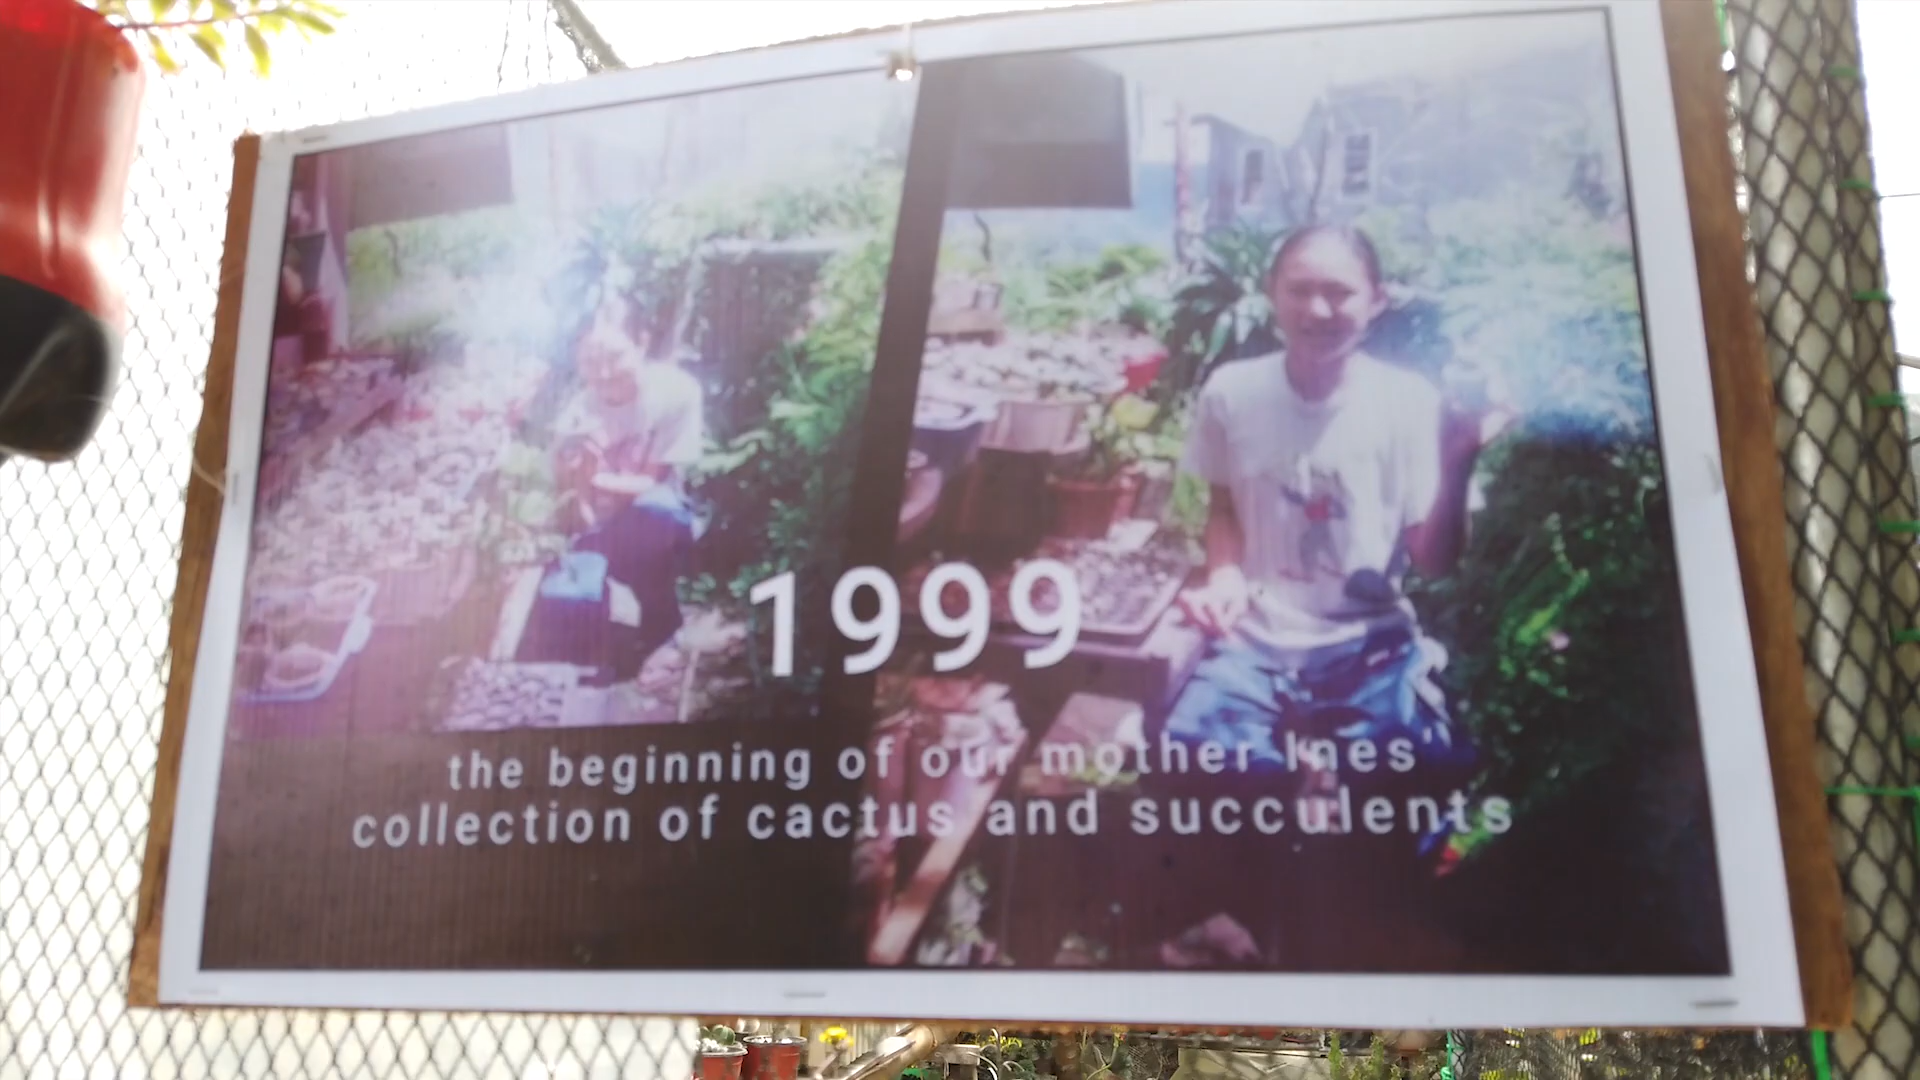 1999
the beginning of our mother Ines'
collection of cactus and succulents